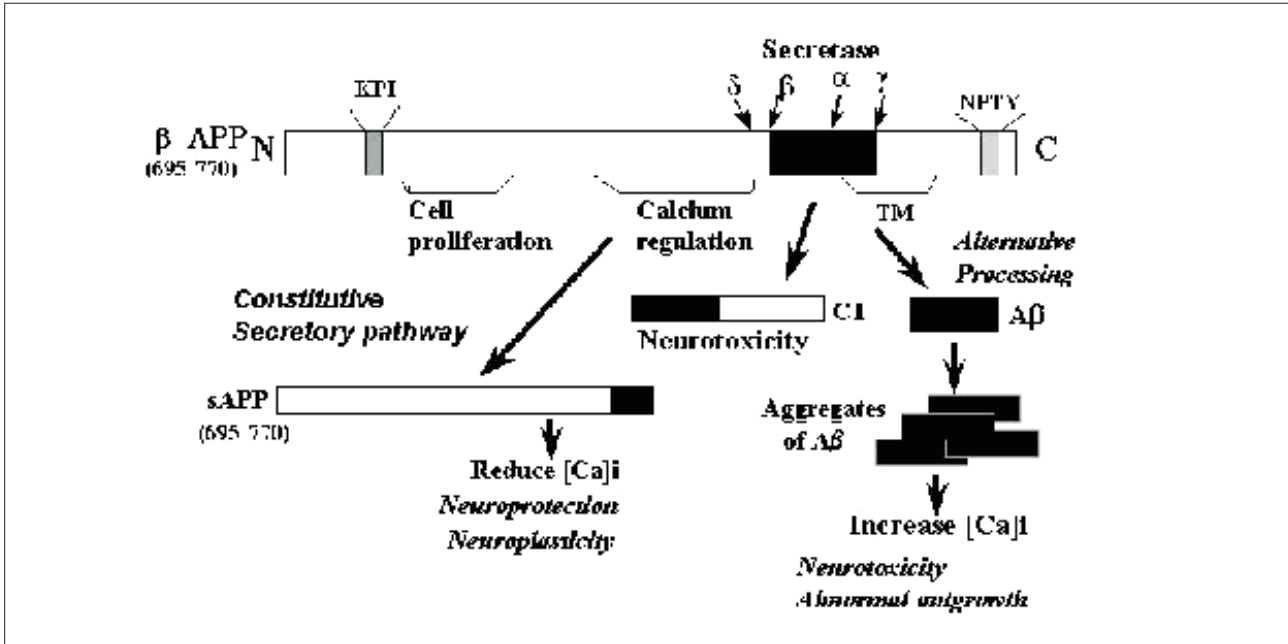 Secretase
δ β α γ
KPI
NPTY
β APP N
C
(695 770)
Cell
proliferation
Calcium
regulation
TM
Alternative
Processing
Constitutive
Secretory pathway
C1
Neurotoxicity
Aβ
sAPP
(695 770)
Aggregates
of Aβ
Reduce [Ca]i
Neuroprotection
Neuroplasticity
Increase [Ca]i
Neurotoxicity
Abnormal